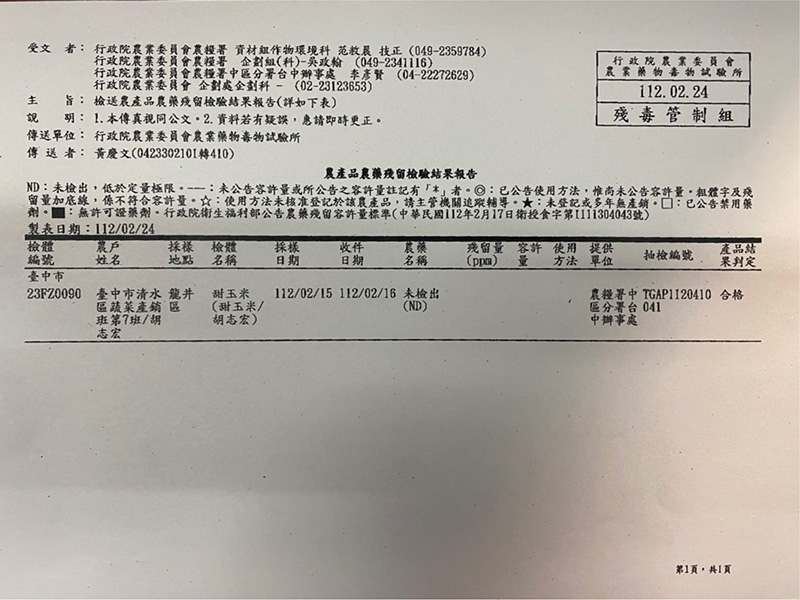 受文 者：行政院農業委員會農糧署 資材組作物環境科 范敕晨 技正 (049-2359784)
行政院農業委員會農糧署 企劃組(科)-吳政翰 (049-2341116)
行政院農業委員會農糧署中區分署台中辦事處 李彥賢 (04-22272629)
行政院農業委員會 企劃處企劃科 - (02-23123653)
行政院農業委員會
農業藥物毒物試驗所
112.02.24
殘毒管制組
主 旨：檢送農產品農藥殘留檢驗結果報告(詳如下表)
說 明：1.本傳真視同公文。2.資料若有疑誤，惠請即時更正。
傳送單位：行政院農業委員會農業藥物毒物試驗所
傳 送 者：黃慶文(0423302101轉410)
農產品農藥殘留檢驗結果報告
ND：未檢出，低於定量極限。---：未公告容許量或所公告之容許量註記有「*」者。◎：已公告使用方法，惟尚未公告容許量。粗體字及殘
留量加底線，係不符合容許量。☆：使用方法未核准登記於該農產品，請主管機關追蹤輔導。★：未登記或多年無產銷。□：已公告禁用藥
劑。■：無許可證藥劑。行政院衛生福利部公告農藥殘留容許量標準(中華民國112年2月17日衛授食字第1111304043號)
製表日期：112/02/24
檢體 農戶 採樣 檢體 採樣 收件 農藥 殘留量 容許 使用 提供 抽檢編號 產品結
編號 姓名 地點 名稱 日期 日期 名稱 (ppm) 量 方法 單位 果判定
臺中市
23FZ0090 臺中市清水 龍井 甜玉米 112/02/15 112/02/16 未檢出 農糧署中 TGAP1I20410 合格
區蔬菜產銷 區 (甜玉米/ (ND) 區分署台 041
班第7班/胡 胡志宏) 中辦事處
志宏
第1頁，共1頁